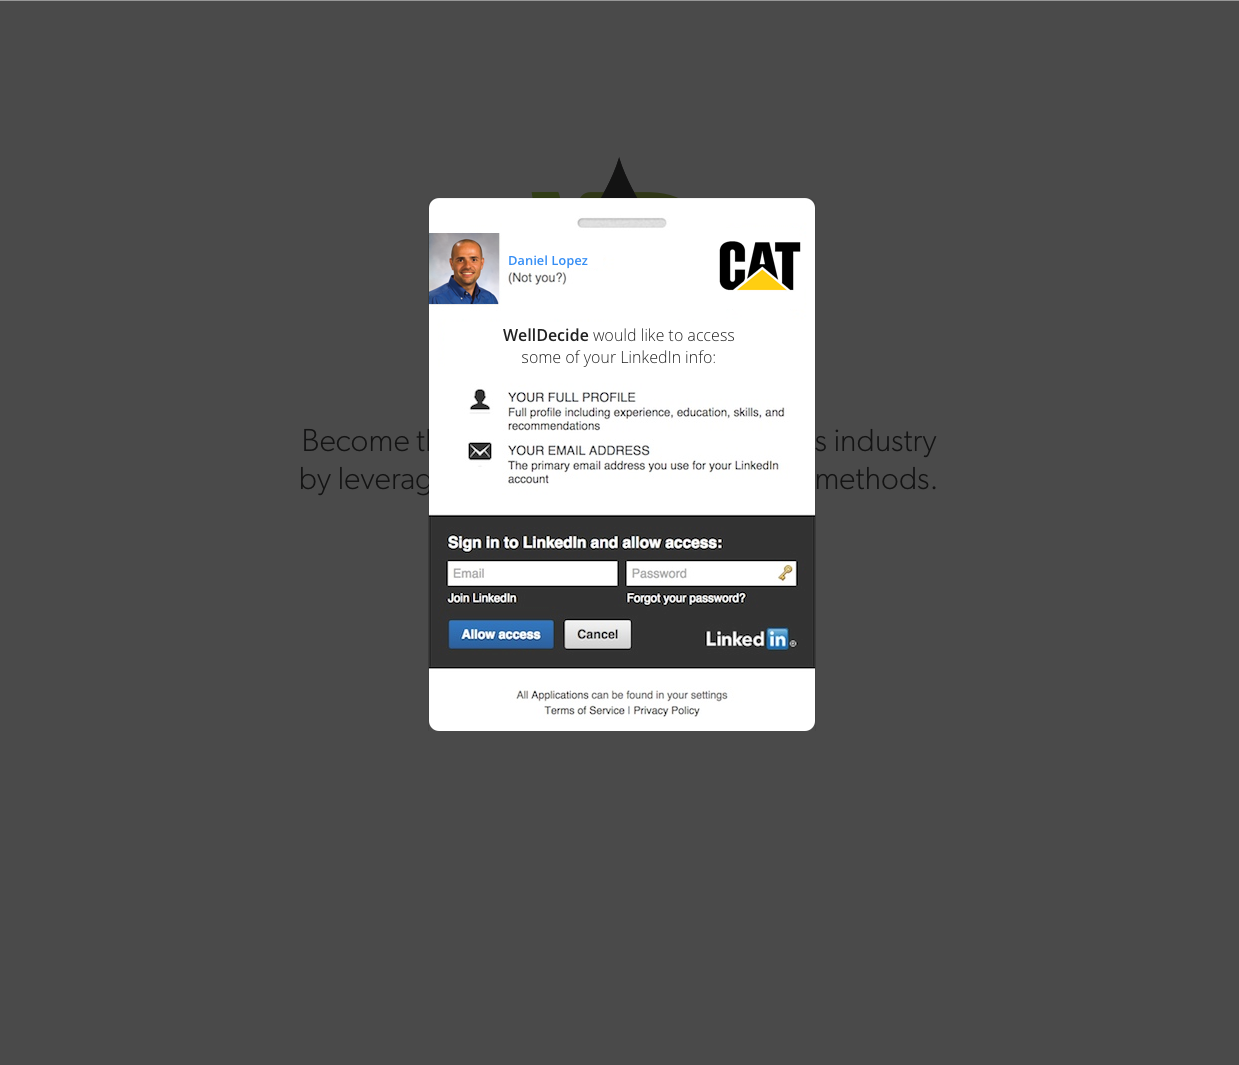 CAT
Daniel Lopez
(Not you?)
WellDecide would like to access
some of your LinkedIn info:
YOUR FULL PROFILE
Full profile including experience, education, skills, and
recommendations
YOUR EMAIL ADDRESS
The primary email address you use for your LinkedIn
account
Become s industry
by methods.
Sign in to LinkedIn and allow access:
Email Password
Join LinkedIn Forgot your password?
Allow access Cancel Linked in
All Applications can be found in your settings
Terms of Service | Privacy Policy